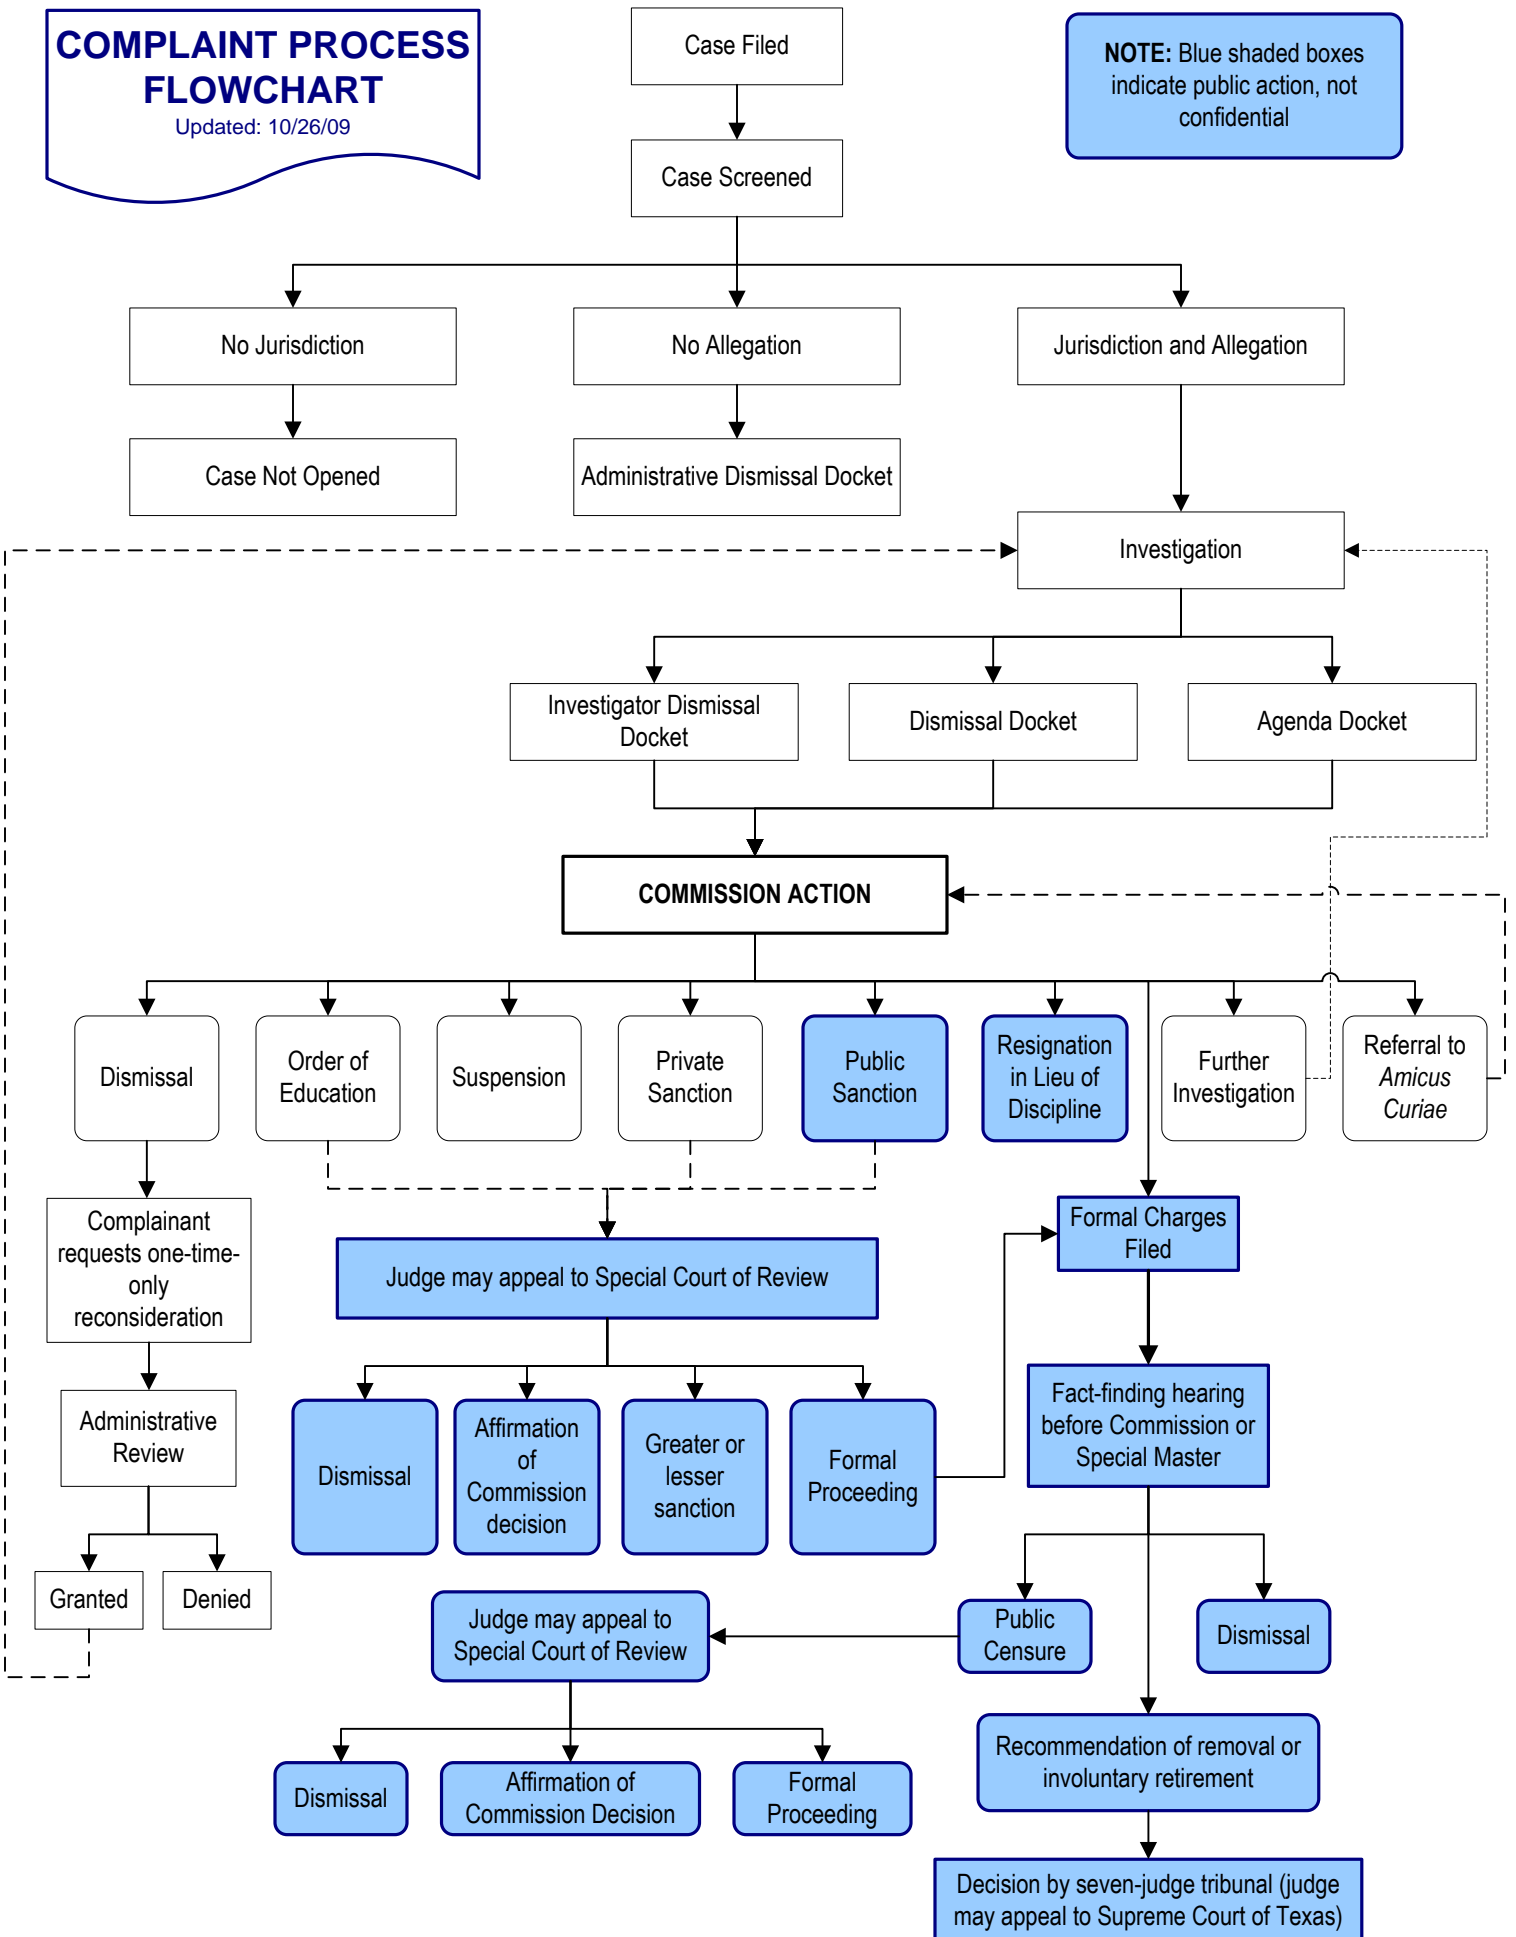 COMPLAINT PROCESS
FLOWCHART
Updated: 10/26/09
Case Filed
NOTE: Blue shaded boxes
indicate public action, not
confidential
Case Screened
No Jurisdiction
No Allegation
Jurisdiction and Allegation
Case Not Opened
Administrative Dismissal Docket
Investigation
Investigator Dismissal
Docket
Dismissal Docket
Agenda Docket
COMMISSION ACTION
Dismissal
Order of
Education
Suspension
Private
Sanction
Public
Sanction
Resignation
in Lieu of
Discipline
Further
Investigation
Referral to
Amicus
Curiae
Complainant
requests one-time-
only
reconsideration
Judge may appeal to Special Court of Review
Formal Charges
Filed
Administrative
Review
Dismissal
Affirmation
of
Commission
decision
Greater or
lesser
sanction
Formal
Proceeding
Fact-finding hearing
before Commission or
Special Master
Granted
Denied
Judge may appeal to
Special Court of Review
Public
Censure
Dismissal
Dismissal
Affirmation of
Commission Decision
Formal
Proceeding
Recommendation of removal or
involuntary retirement
Decision by seven-judge tribunal (judge
may appeal to Supreme Court of Texas)